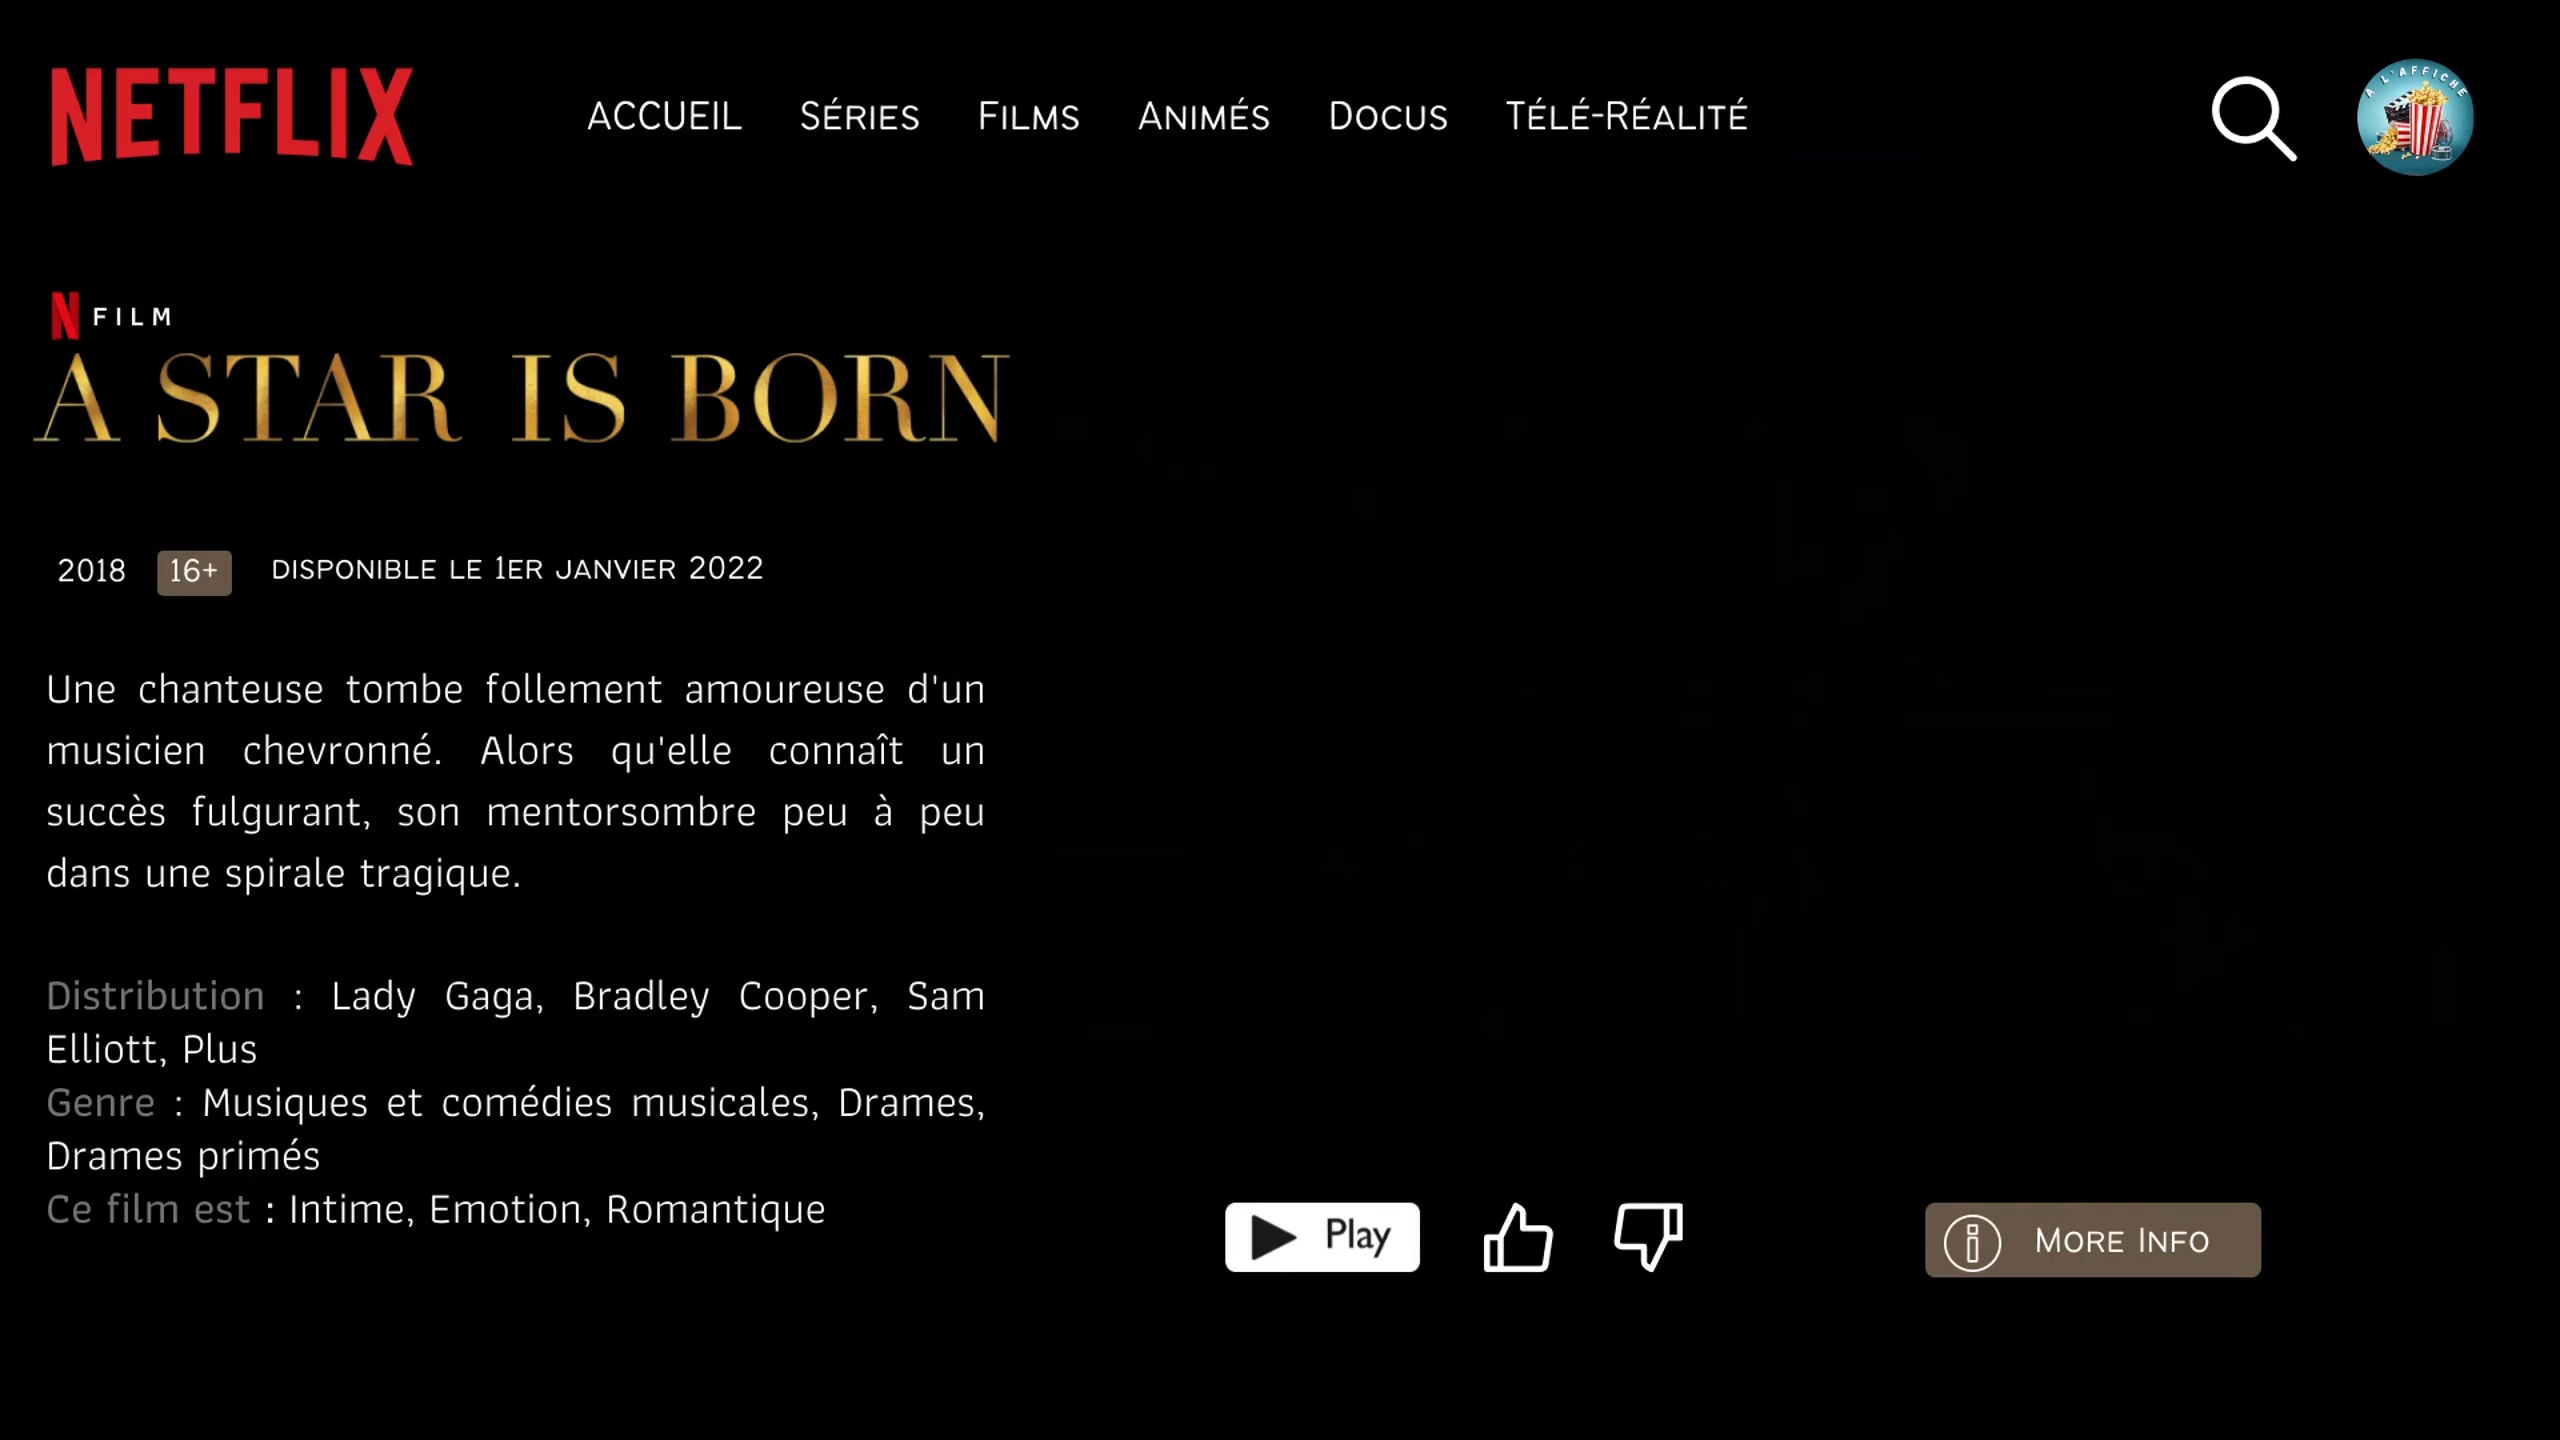 NETFLIX
ACCUEIL Séries Films Animés Docus Télé-Réalité
À L'AFFICHE
N FILM
A STAR IS BORN
2018 16+ DISPONIBLE LE 1ER JANVIER 2022
Une chanteuse tombe follement amoureuse d'un
musicien chevronné. Alors qu'elle connaît un
succès fulgurant, son mentorsombre peu à peu
dans une spirale tragique.
Distribution : Lady Gaga, Bradley Cooper, Sam
Elliott, Plus
Genre : Musiques et comédies musicales, Drames,
Drames primés
Ce film est : Intime, Emotion, Romantique
Play
i More Info